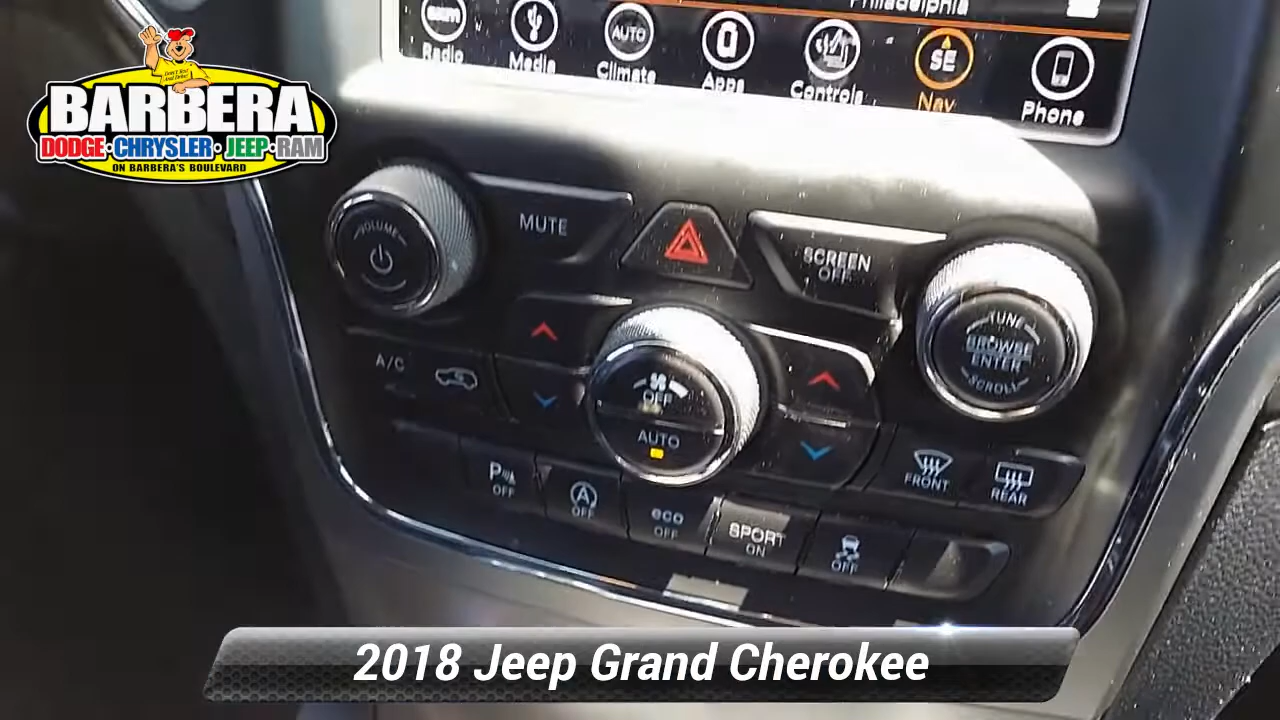 Philadelphia
Radio
Media
AUTO
Climate
Apps
Controls
SE
Nav
Phone
BARBERA
DODGE·CHRYSLER·JEEP·RAM
ON BARBERA'S BOULEVARD
VOLUME
MUTE
SCREEN
OFF
TUNE
BROWSE
ENTER
SCROLL
A/C
OFF
AUTO
FRONT
REAR
P
OFF
A
OFF
eco
OFF
SPORT
ON
OFF
2018 Jeep Grand Cherokee